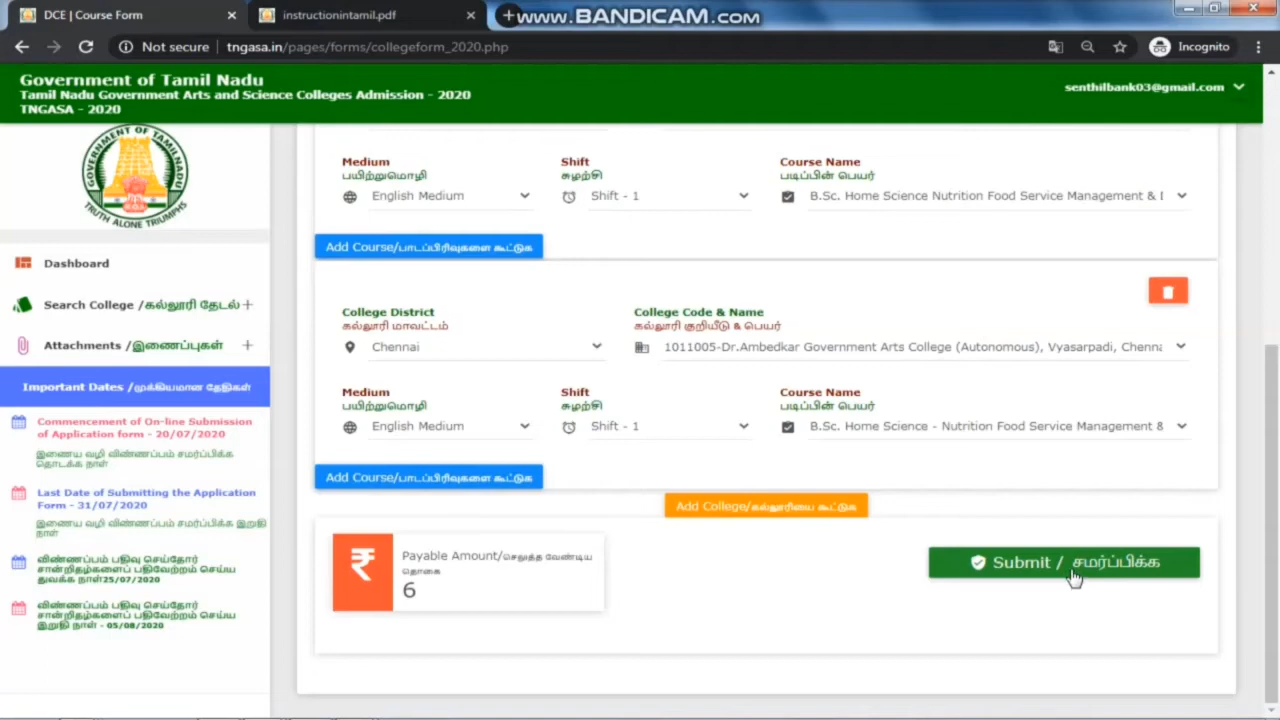 DCE | Course Form
instructionintamil.pdf
www.BANDICAM.com
Not secure
tngasa.in/pages/forms/collegeform_2020.php
Incognito
Government of Tamil Nadu
Tamil Nadu Government Arts and Science Colleges Admission - 2020
TNGASA - 2020
senthilbank03@gmail.com
GOVERNMENT OF TAMIL NADU
TRUTH ALONE TRIUMPHS
Dashboard
Search College /கல்லூரி தேடல்
Attachments /இணைப்புகள்
Important Dates /முக்கியமான தேதிகள்
Commencement of On-line Submission
of Application form - 20/07/2020
இணைய வழி விண்ணப்பம் சமர்ப்பிக்க
தொடக்க நாள்
Last Date of Submitting the Application
Form - 31/07/2020
இணைய வழி விண்ணப்பம் சமர்ப்பிக்க இறுதி
நாள்
விண்ணப்பம் பதிவு செய்தோர்
சான்றிதழ்களைப் பதிவேற்றம் செய்ய
துவக்க நாள்25/07/2020
விண்ணப்பம் பதிவு செய்தோர்
சான்றிதழ்களைப் பதிவேற்றம் செய்ய
இறுதி நாள் - 05/08/2020
Medium
பயிற்றுமொழி
English Medium
Shift
சுழற்சி
Shift - 1
Course Name
படிப்பின் பெயர்
B.Sc. Home Science Nutrition Food Service Management & I
Add Course/பாடப்பிரிவுகளை கூட்டுக
College District
கல்லூரி மாவட்டம்
Chennai
College Code & Name
கல்லூரி குறியீடு & பெயர்
1011005-Dr.Ambedkar Government Arts College (Autonomous), Vyasarpadi, Chenna
Medium
பயிற்றுமொழி
English Medium
Shift
சுழற்சி
Shift - 1
Course Name
படிப்பின் பெயர்
B.Sc. Home Science - Nutrition Food Service Management &
Add Course/பாடப்பிரிவுகளை கூட்டுக
Add College/கல்லூரியை கூட்டுக
₹
Payable Amount/செலுத்த வேண்டிய
தொகை
6
Submit / சமர்ப்பிக்க